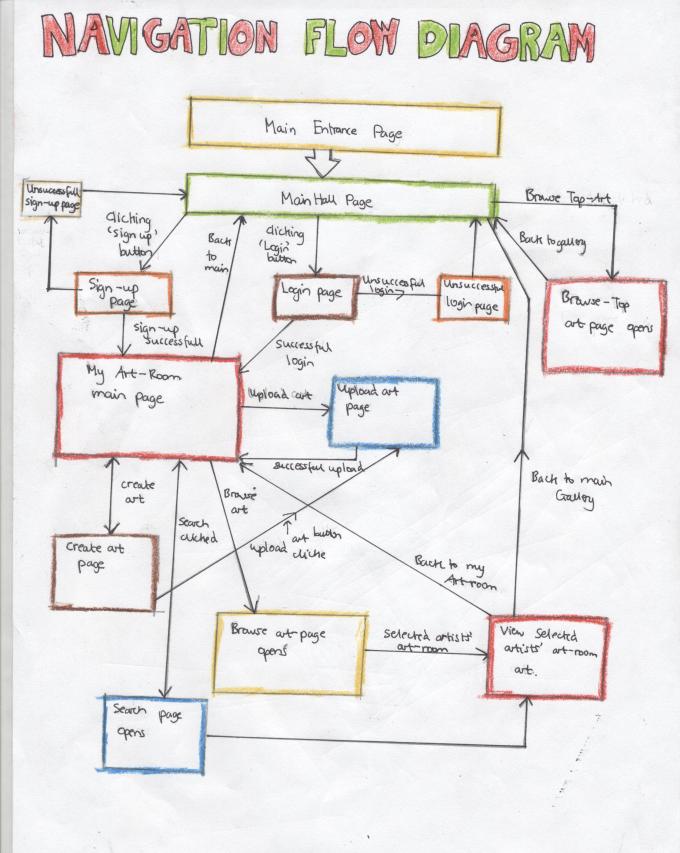 NAVIGATION FLOW DIAGRAM
Main Entrance Page
Unsuccessful
sign-up page
Main Hall Page
Browse Top-Art
Clicking
'sign up'
button
Back
to
main
Clicking
'Login'
button
Back to gallery
Sign-up
page
Login page
Unsuccessful
login
Unsuccessful
login page
Browse-Top
art-page opens
sign-up
successful
successful
login
My Art-Room
main page
Upload art
Upload art
page
successful upload
create
art
Search
clicked
Browse
art
art button
upload cliche
Back to main
Gallery
Create art
page
Back to my
Art-room
Browse art-page
opens
Selected artists'
art-room
View Selected
artists' art-room
art.
Search page
opens